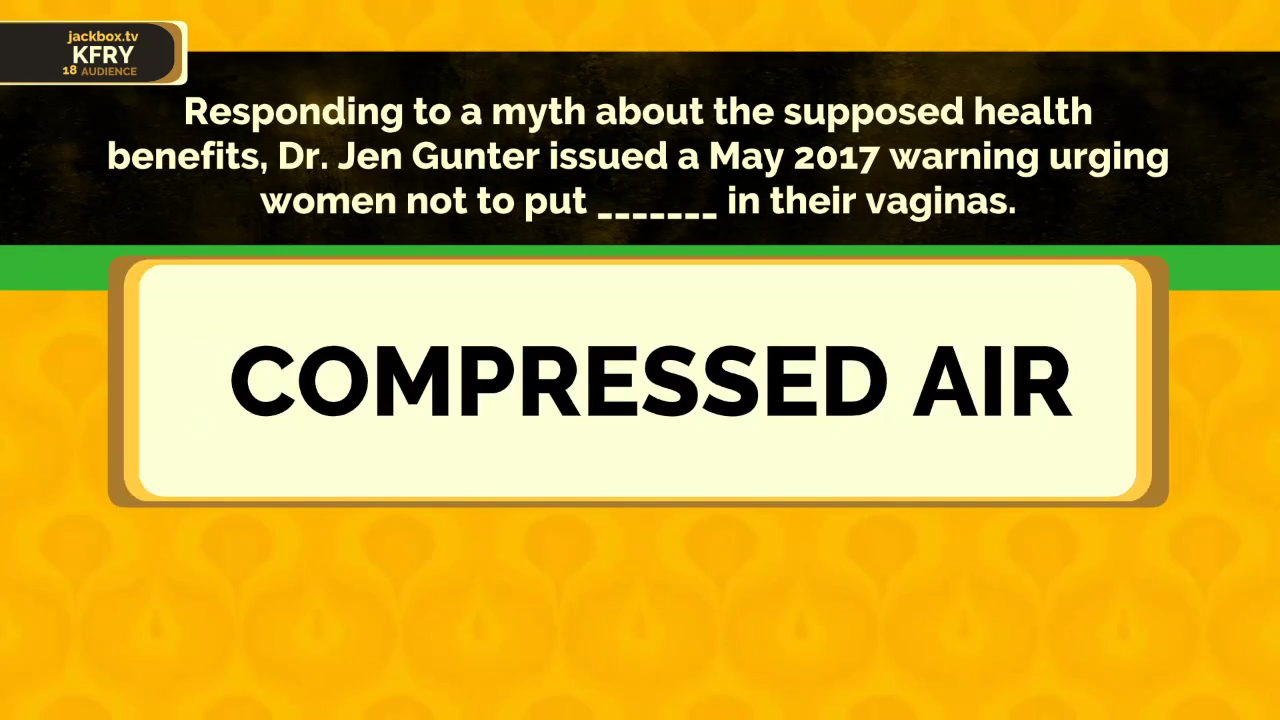 jackbox.tv
KFRY
18 AUDIENCE
Responding to a myth about the supposed health
benefits, Dr. Jen Gunter issued a May 2017 warning urging
women not to put _______ in their vaginas.
COMPRESSED AIR